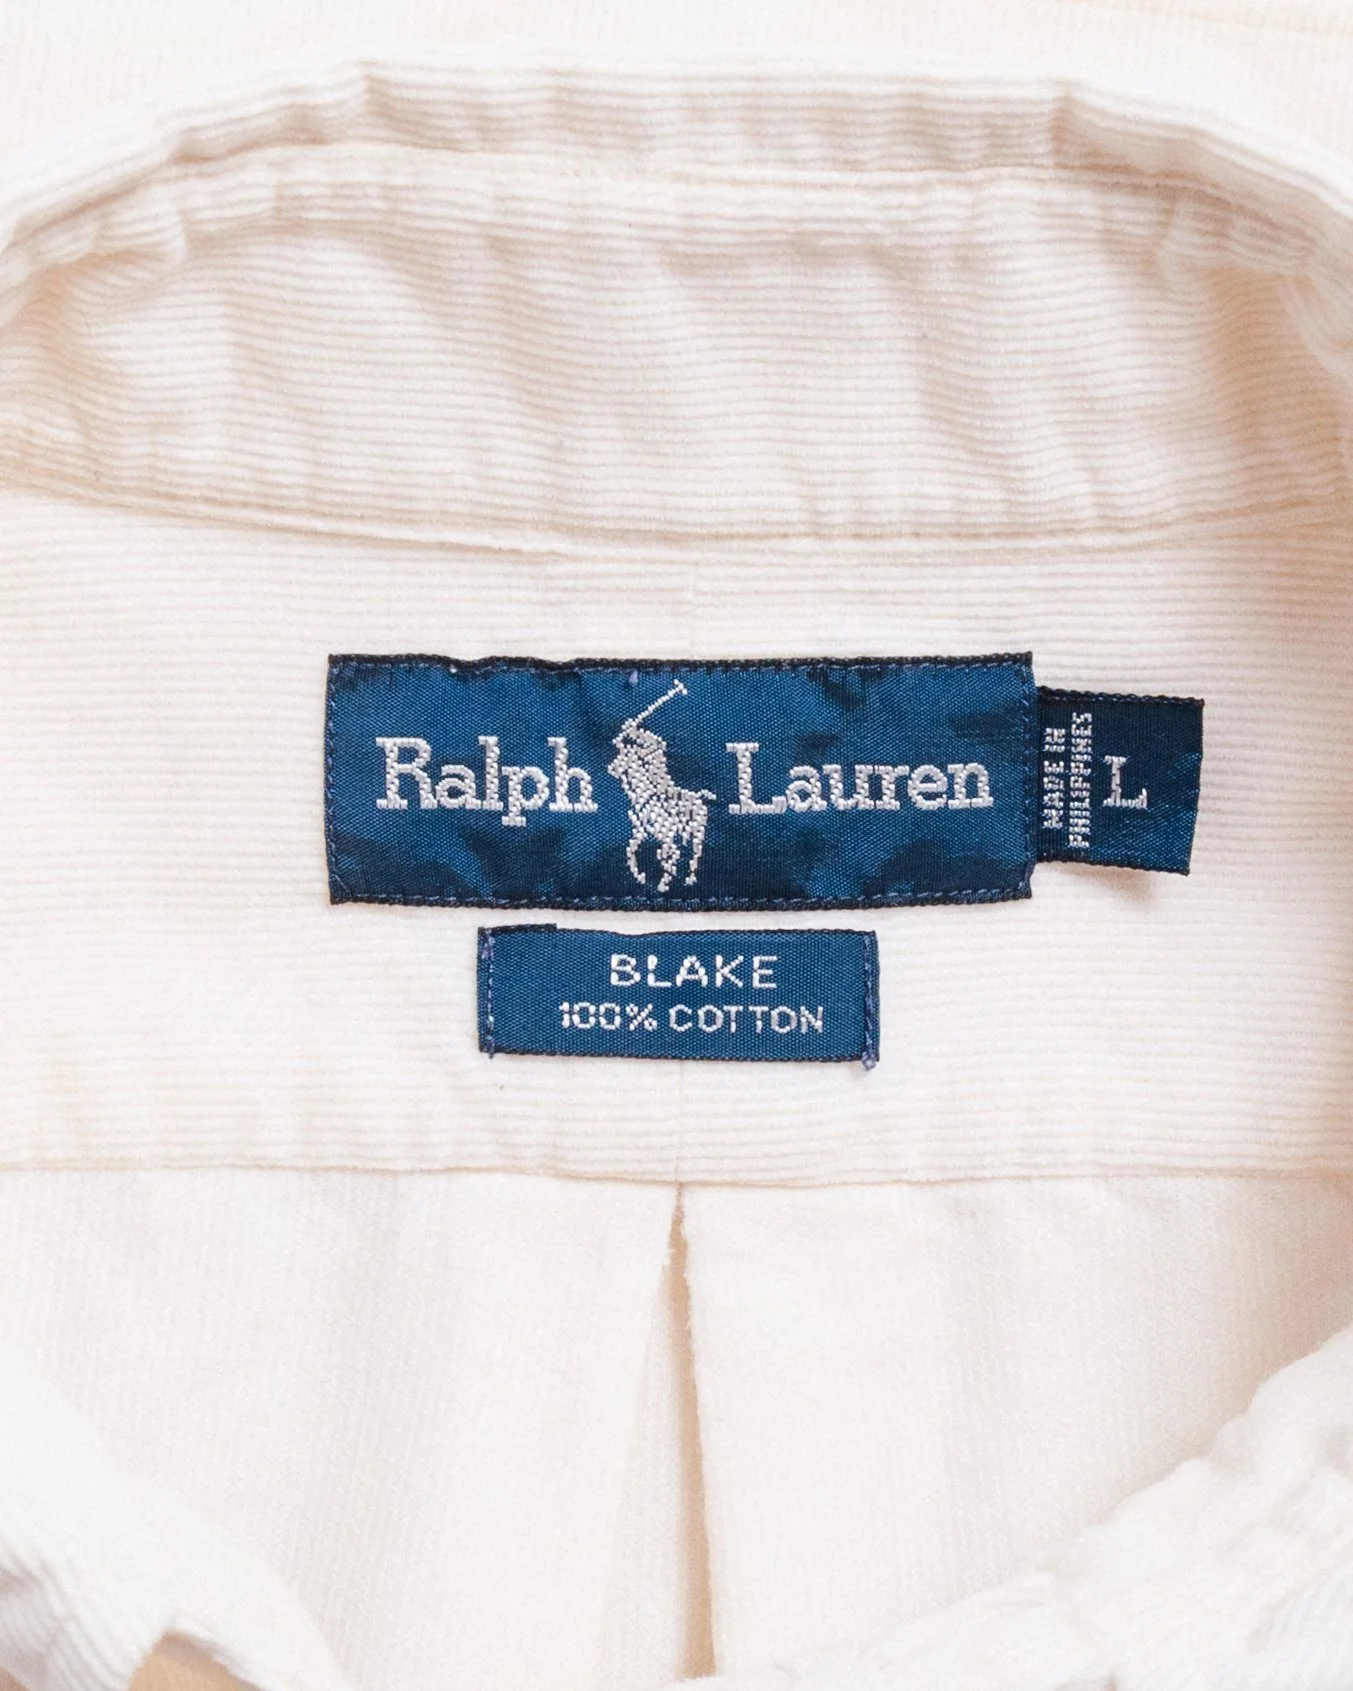 Ralph Lauren
MADE IN
PHILIPPINES
L
BLAKE
100% COTTON